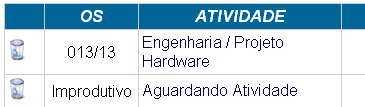 OS ATIVIDADE
013/13 Engenharia / Projeto
Hardware
Improdutivo Aguardando Atividade